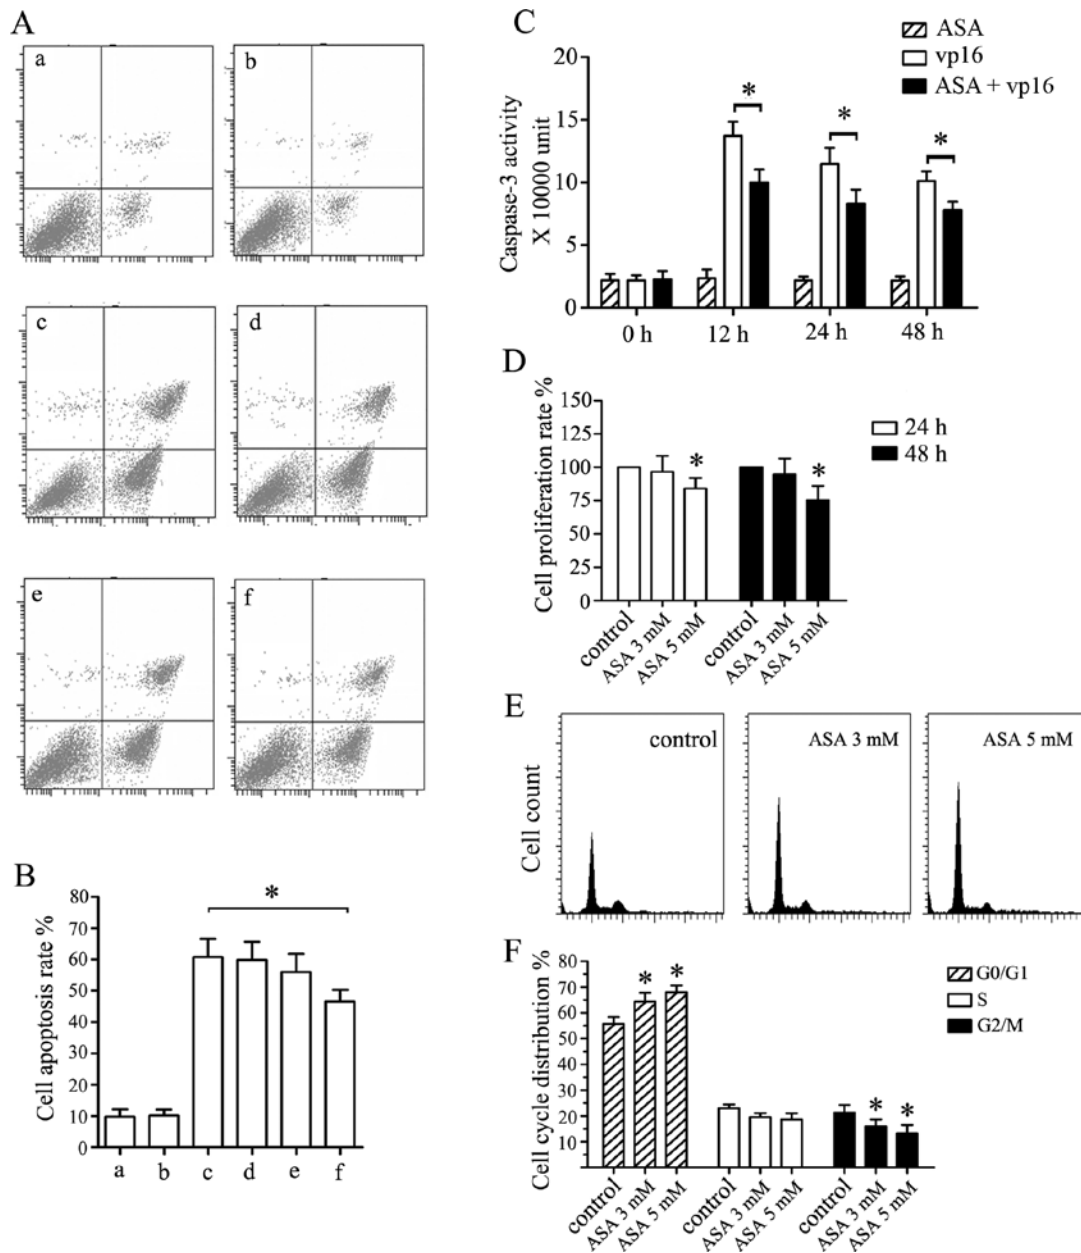 A
a
b
c
d
e
f
B
Cell apoptosis rate %
80
70
60
50
40
30
20
10
0
*
a b c d e f
C
ASA
vp16
ASA + vp16
Caspase-3 activity
X 10000 unit
20
15
10
5
0
* * *
0 h 12 h 24 h 48 h
D
Cell proliferation rate %
150
125
100
75
50
25
0
* *
24 h
48 h
control
ASA 3 mM
ASA 5 mM
control
ASA 3 mM
ASA 5 mM
E
Cell count
control
ASA 3 mM
ASA 5 mM
F
Cell cycle distribution %
80
70
60
50
40
30
20
10
* * * *
G0/G1
S
G2/M
control
ASA 3 mM
ASA 5 mM
control
ASA 3 mM
ASA 5 mM
control
ASA 3 mM
ASA 5 mM